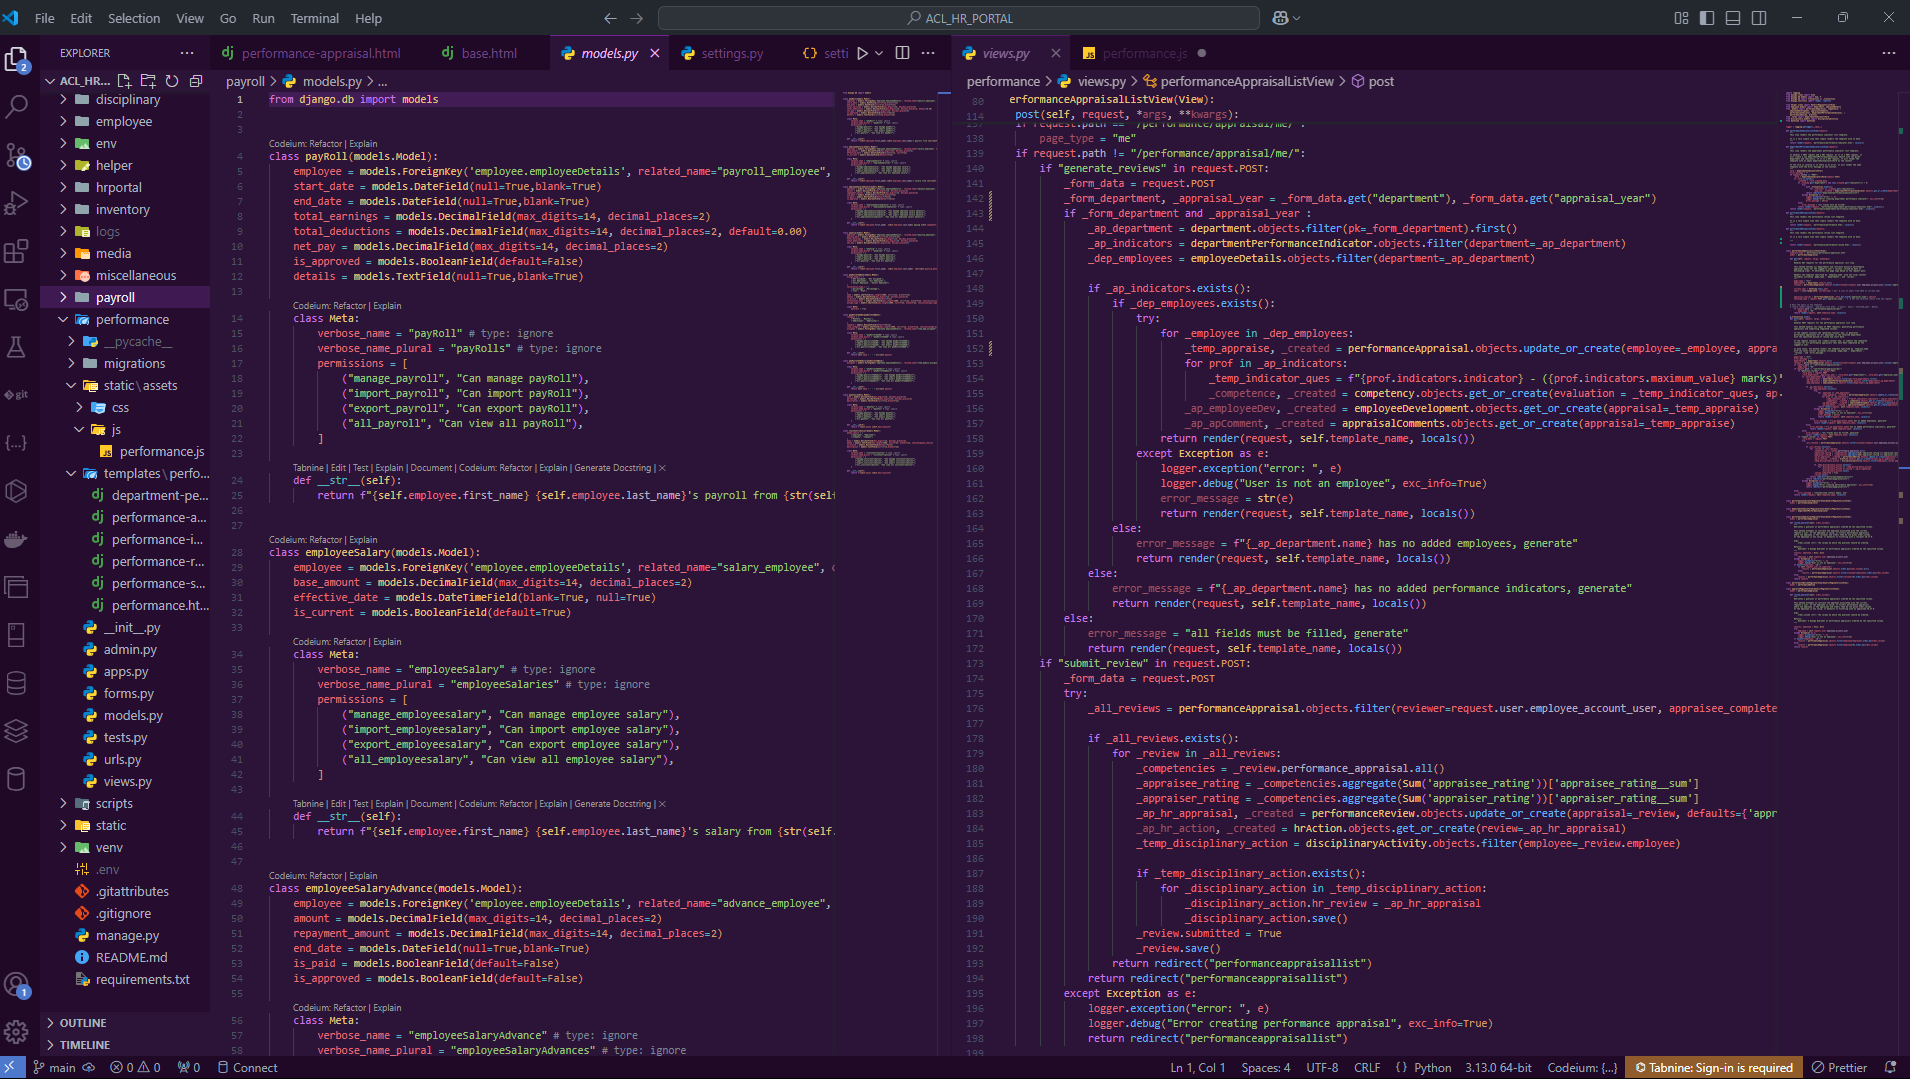 File Edit Selection View Go Run Terminal Help
ACL_HR_PORTAL
EXPLORER
ACL_HR...
disciplinary
employee
env
helper
hrportal
inventory
logs
media
miscellaneous
payroll
performance
__pycache__
migrations
static\assets
css
js
performance.js
templates\perfo...
department-pe...
performance-a...
performance-i...
performance-r...
performance-s...
performance.ht...
__init__.py
admin.py
apps.py
forms.py
models.py
tests.py
urls.py
views.py
scripts
static
venv
.env
.gitattributes
.gitignore
manage.py
README.md
requirements.txt
OUTLINE
TIMELINE
performance-appraisal.html base.html models.py settings.py setti
payroll > models.py > ...
1 from django.db import models
2
3
Codeium: Refactor | Explain
4 class payRoll(models.Model):
5 employee = models.ForeignKey('employee.employeeDetails', related_name="payroll_employee",
6 start_date = models.DateField(null=True,blank=True)
7 end_date = models.DateField(null=True,blank=True)
8 total_earnings = models.DecimalField(max_digits=14, decimal_places=2)
9 total_deductions = models.DecimalField(max_digits=14, decimal_places=2, default=0.00)
10 net_pay = models.DecimalField(max_digits=14, decimal_places=2)
11 is_approved = models.BooleanField(default=False)
12 details = models.TextField(null=True,blank=True)
13
Codeium: Refactor | Explain
14 class Meta:
15 verbose_name = "payRoll" # type: ignore
16 verbose_name_plural = "payRolls" # type: ignore
17 permissions = [
18 ("manage_payroll", "Can manage payRoll"),
19 ("import_payroll", "Can import payRoll"),
20 ("export_payroll", "Can export payRoll"),
21 ("all_payroll", "Can view all payRoll"),
22 ]
23
Tabnine | Edit | Test | Explain | Document | Codeium: Refactor | Explain | Generate Docstring | ×
24 def __str__(self):
25 return f"{self.employee.first_name} {self.employee.last_name}'s payroll from {str(self
26
27
Codeium: Refactor | Explain
28 class employeeSalary(models.Model):
29 employee = models.ForeignKey('employee.employeeDetails', related_name="salary_employee",
30 base_amount = models.DecimalField(max_digits=14, decimal_places=2)
31 effective_date = models.DateTimeField(blank=True, null=True)
32 is_current = models.BooleanField(default=True)
33
Codeium: Refactor | Explain
34 class Meta:
35 verbose_name = "employeeSalary" # type: ignore
36 verbose_name_plural = "employeeSalaries" # type: ignore
37 permissions = [
38 ("manage_employeesalary", "Can manage employee salary"),
39 ("import_employeesalary", "Can import employee salary"),
40 ("export_employeesalary", "Can export employee salary"),
41 ("all_employeesalary", "Can view all employee salary"),
42 ]
43
Tabnine | Edit | Test | Explain | Document | Codeium: Refactor | Explain | Generate Docstring | ×
44 def __str__(self):
45 return f"{self.employee.first_name} {self.employee.last_name}'s salary from {str(self.
46
47
Codeium: Refactor | Explain
48 class employeeSalaryAdvance(models.Model):
49 employee = models.ForeignKey('employee.employeeDetails', related_name="advance_employee",
50 amount = models.DecimalField(max_digits=14, decimal_places=2)
51 repayment_amount = models.DecimalField(max_digits=14, decimal_places=2)
52 end_date = models.DateField(null=True,blank=True)
53 is_paid = models.BooleanField(default=False)
54 is_approved = models.BooleanField(default=False)
55
Codeium: Refactor | Explain
56 class Meta:
57 verbose_name = "employeeSalaryAdvance" # type: ignore
58 verbose_name_plural = "employeeSalaryAdvances" # type: ignore
views.py performance.js
performance > views.py > performanceAppraisalListView > post
80 erformanceAppraisalListView(View):
114 post(self, request, *args, **kwargs):
137 if request.path == "/performance/appraisal/me/":
138 page_type = "me"
139 if request.path != "/performance/appraisal/me/":
140 if "generate_reviews" in request.POST:
141 _form_data = request.POST
142 _form_department, _appraisal_year = _form_data.get("department"), _form_data.get("appraisal_year")
143 if _form_department and _appraisal_year :
144 _ap_department = department.objects.filter(pk=_form_department).first()
145 _ap_indicators = departmentPerformanceIndicator.objects.filter(department=_ap_department)
146 _dep_employees = employeeDetails.objects.filter(department=_ap_department)
147
148 if _ap_indicators.exists():
149 if _dep_employees.exists():
150 try:
151 for _employee in _dep_employees:
152 _temp_appraise, _created = performanceAppraisal.objects.update_or_create(employee=_employee, appra
153 for prof in _ap_indicators:
154 _temp_indicator_ques = f"{prof.indicators.indicator} - ({prof.indicators.maximum_value} marks)"
155 _competence, _created = competency.objects.get_or_create(evaluation = _temp_indicator_ques, ap
156 _ap_employeeDev, _created = employeeDevelopment.objects.get_or_create(appraisal=_temp_appraise)
157 _ap_apComment, _created = appraisalComments.objects.get_or_create(appraisal=_temp_appraise)
158 return render(request, self.template_name, locals())
159 except Exception as e:
160 logger.exception("error: ", e)
161 logger.debug("User is not an employee", exc_info=True)
162 error_message = str(e)
163 return render(request, self.template_name, locals())
164 else:
165 error_message = f"{_ap_department.name} has no added employees, generate"
166 return render(request, self.template_name, locals())
167 else:
168 error_message = f"{_ap_department.name} has no added performance indicators, generate"
169 return render(request, self.template_name, locals())
170 else:
171 error_message = "all fields must be filled, generate"
172 return render(request, self.template_name, locals())
173 if "submit_review" in request.POST:
174 _form_data = request.POST
175 try:
176 _all_reviews = performanceAppraisal.objects.filter(reviewer=request.user.employee_account_user, appraisee_complete
177
178 if _all_reviews.exists():
179 for _review in _all_reviews:
180 _competencies = _review.performance_appraisal.all()
181 _appraisee_rating = _competencies.aggregate(Sum('appraisee_rating'))['appraisee_rating__sum']
182 _appraiser_rating = _competencies.aggregate(Sum('appraiser_rating'))['appraiser_rating__sum']
183 _ap_hr_appraisal, _created = performanceReview.objects.update_or_create(appraisal=_review, defaults={'appr
184 _ap_hr_action, _created = hrAction.objects.get_or_create(review=_ap_hr_appraisal)
185 _temp_disciplinary_action = disciplinaryActivity.objects.filter(employee=_review.employee)
186
187 if _temp_disciplinary_action.exists():
188 for _disciplinary_action in _temp_disciplinary_action:
189 _disciplinary_action.hr_review = _ap_hr_appraisal
190 _disciplinary_action.save()
191 _review.submitted = True
192 _review.save()
193 return redirect("performanceappraisallist")
194 return redirect("performanceappraisallist")
195 except Exception as e:
196 logger.exception("error: ", e)
197 logger.debug("Error creating performance appraisal", exc_info=True)
198 return redirect("performanceappraisallist")
199
main 0 0 0 Connect
Ln 1, Col 1 Spaces: 4 UTF-8 CRLF { } Python 3.13.0 64-bit Codeium: {...} Tabnine: Sign-in is required Prettier